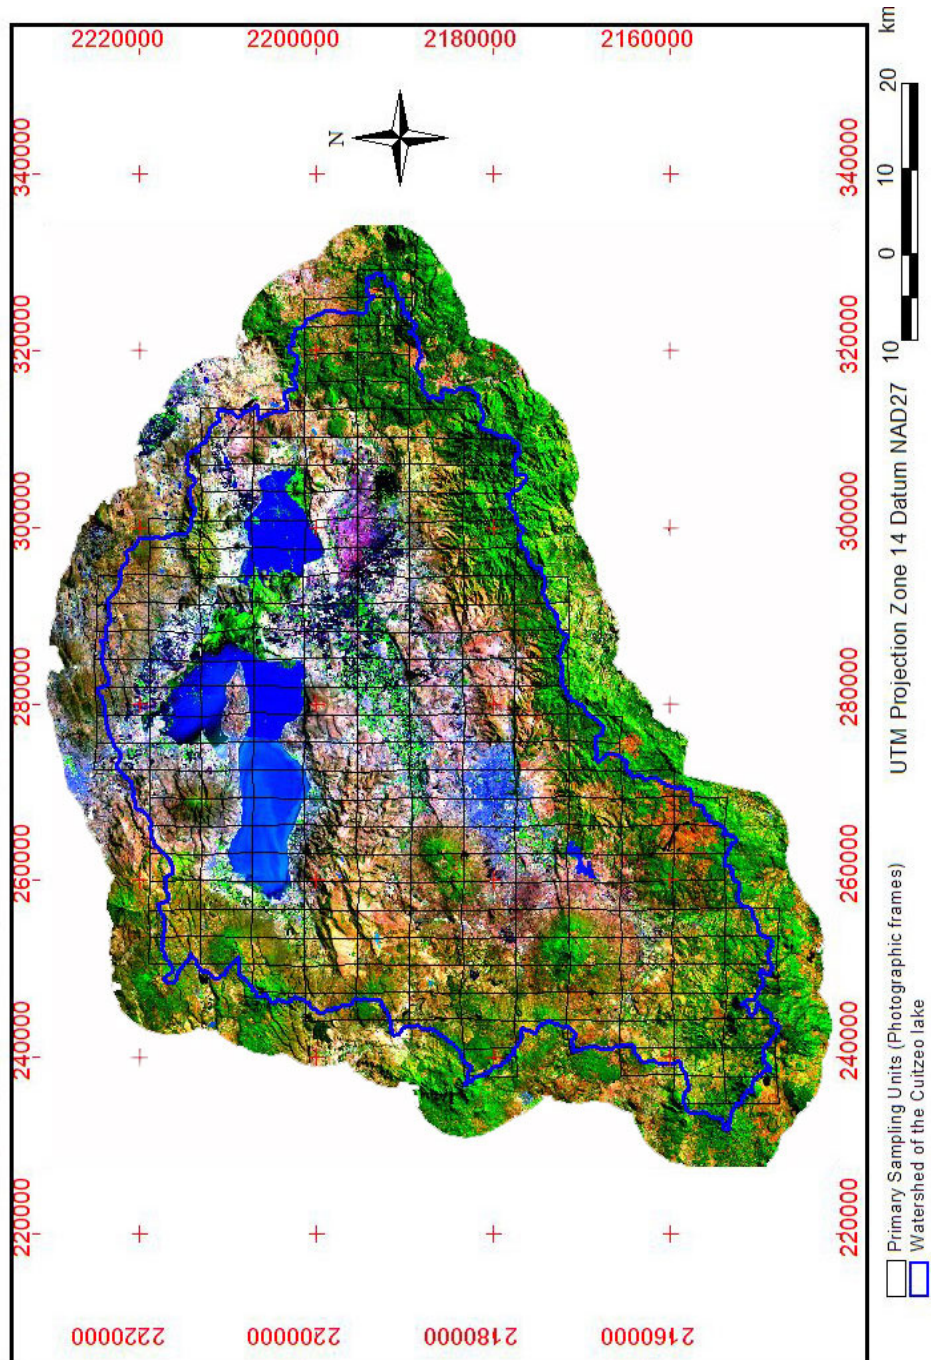 220000 240000 260000 280000 300000 320000 340000
2220000 2220000
2200000 2200000
N
2180000 2180000
2160000 2160000
220000 240000 260000 280000 300000 320000 340000
Primary Sampling Units (Photographic frames)
Watershed of the Cuitzeo lake
UTM Projection Zone 14 Datum NAD27
10 0 10 20 km